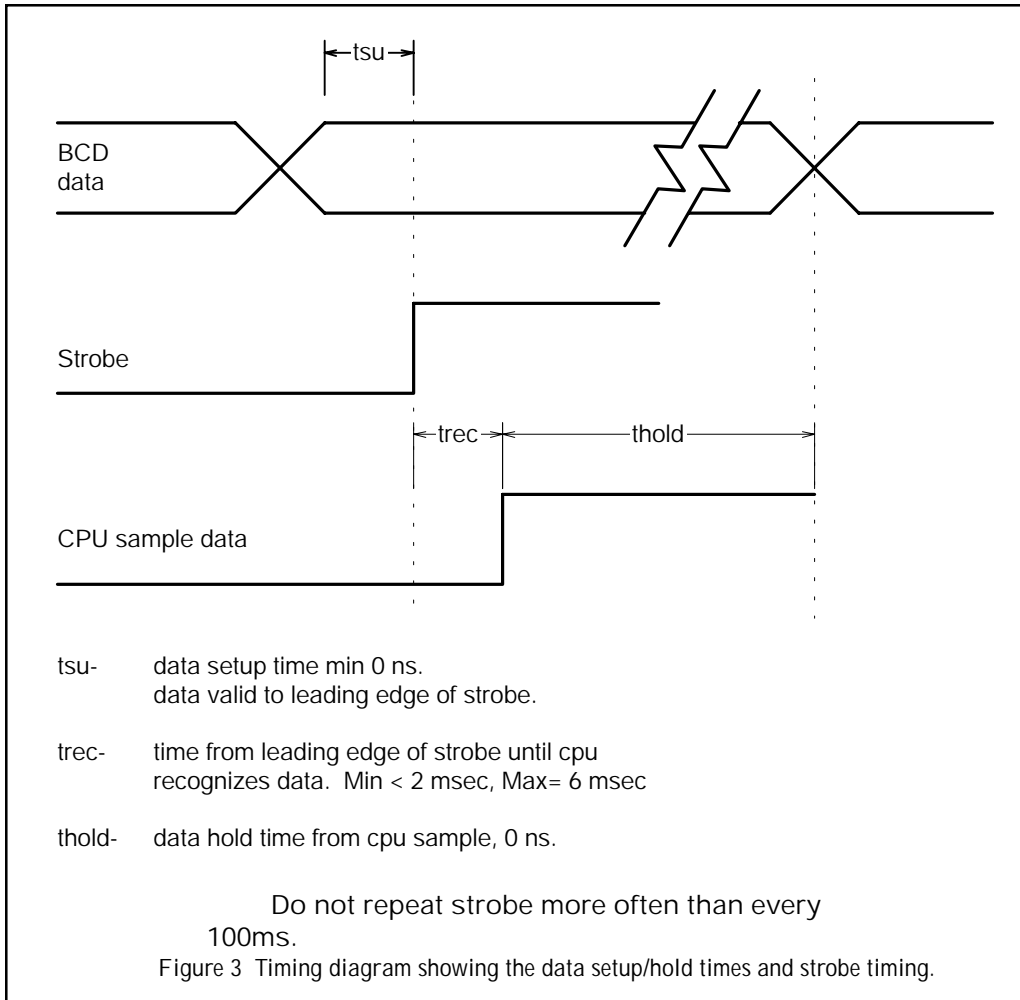 tsu
BCD
data
Strobe
trec
thold
CPU sample data
tsu- data setup time min 0 ns.
data valid to leading edge of strobe.
trec- time from leading edge of strobe until cpu
recognizes data. Min < 2 msec, Max= 6 msec
thold- data hold time from cpu sample, 0 ns.
Do not repeat strobe more often than every
100ms.
Figure 3 Timing diagram showing the data setup/hold times and strobe timing.